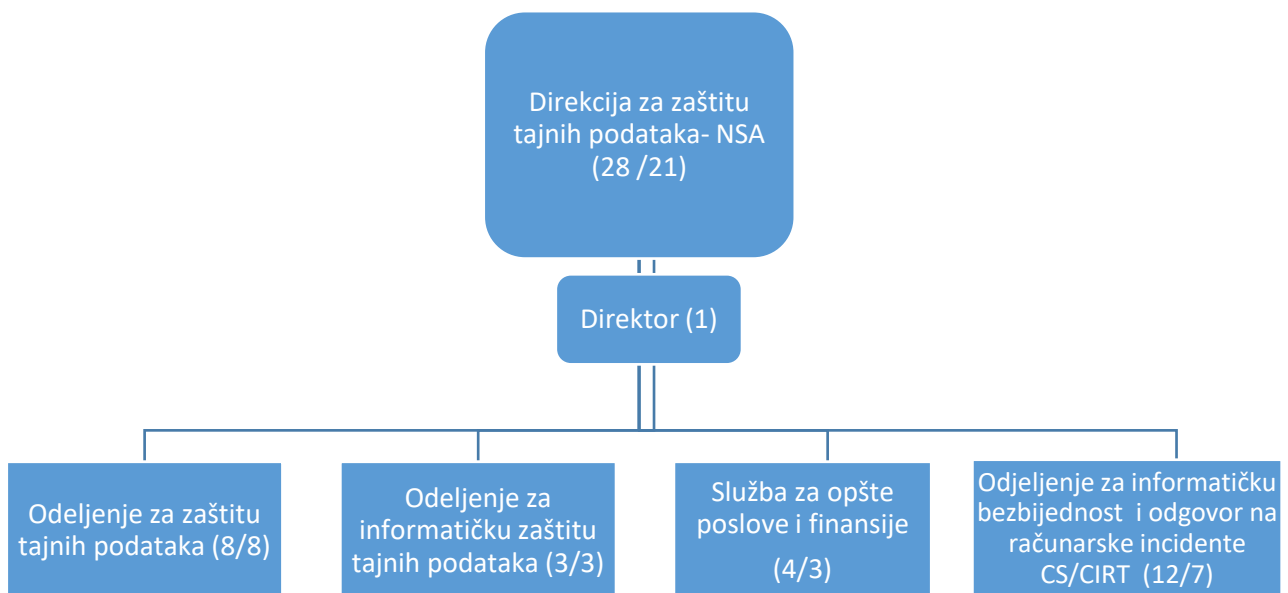 Direkcija za zaštitu
tajnih podataka- NSA
(28 /21)
Direktor (1)
Odeljenje za zaštitu
tajnih podataka (8/8)
Odeljenje za
informatičku zaštitu
tajnih podataka (3/3)
Služba za opšte
poslove i finansije
(4/3)
Odjeljenje za informatičku
bezbijednost i odgovor na
računarske incidente
CS/CIRT (12/7)